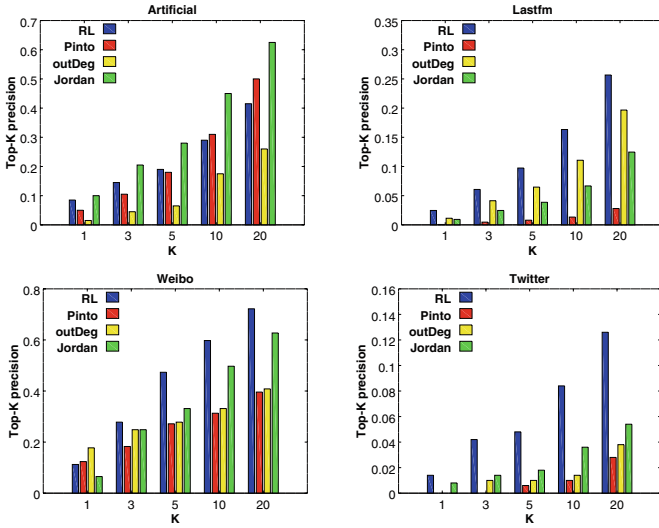 Artificial
Top-K precision
0.7
0.6
0.5
0.4
0.3
0.2
0.1
0
RL
Pinto
outDeg
Jordan
1 3 5 10 20
K
Lastfm
Top-K precision
0.35
0.3
0.25
0.2
0.15
0.1
0.05
0
RL
Pinto
outDeg
Jordan
1 3 5 10 20
K
Weibo
Top-K precision
0.8
0.6
0.4
0.2
0
RL
Pinto
outDeg
Jordan
1 3 5 10 20
K
Twitter
Top-K precision
0.16
0.14
0.12
0.1
0.08
0.06
0.04
0.02
0
RL
Pinto
outDeg
Jordan
1 3 5 10 20
K